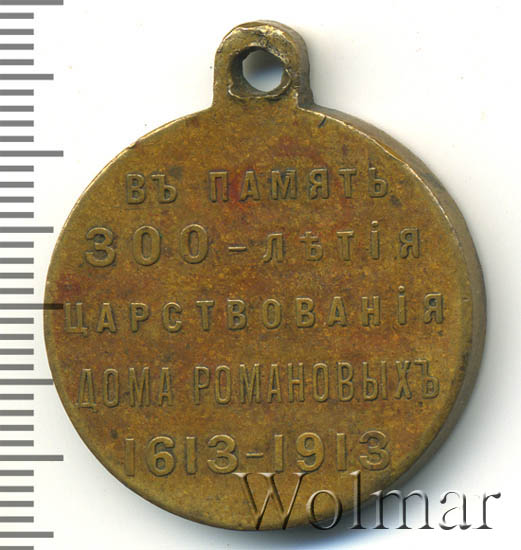 ВЪ ПАМЯТЬ
300-ЛѢТІЯ
ЦАРСТВОВАНІЯ
ДОМА РОМАНОВЫХЪ
1613-1913
Wolmar